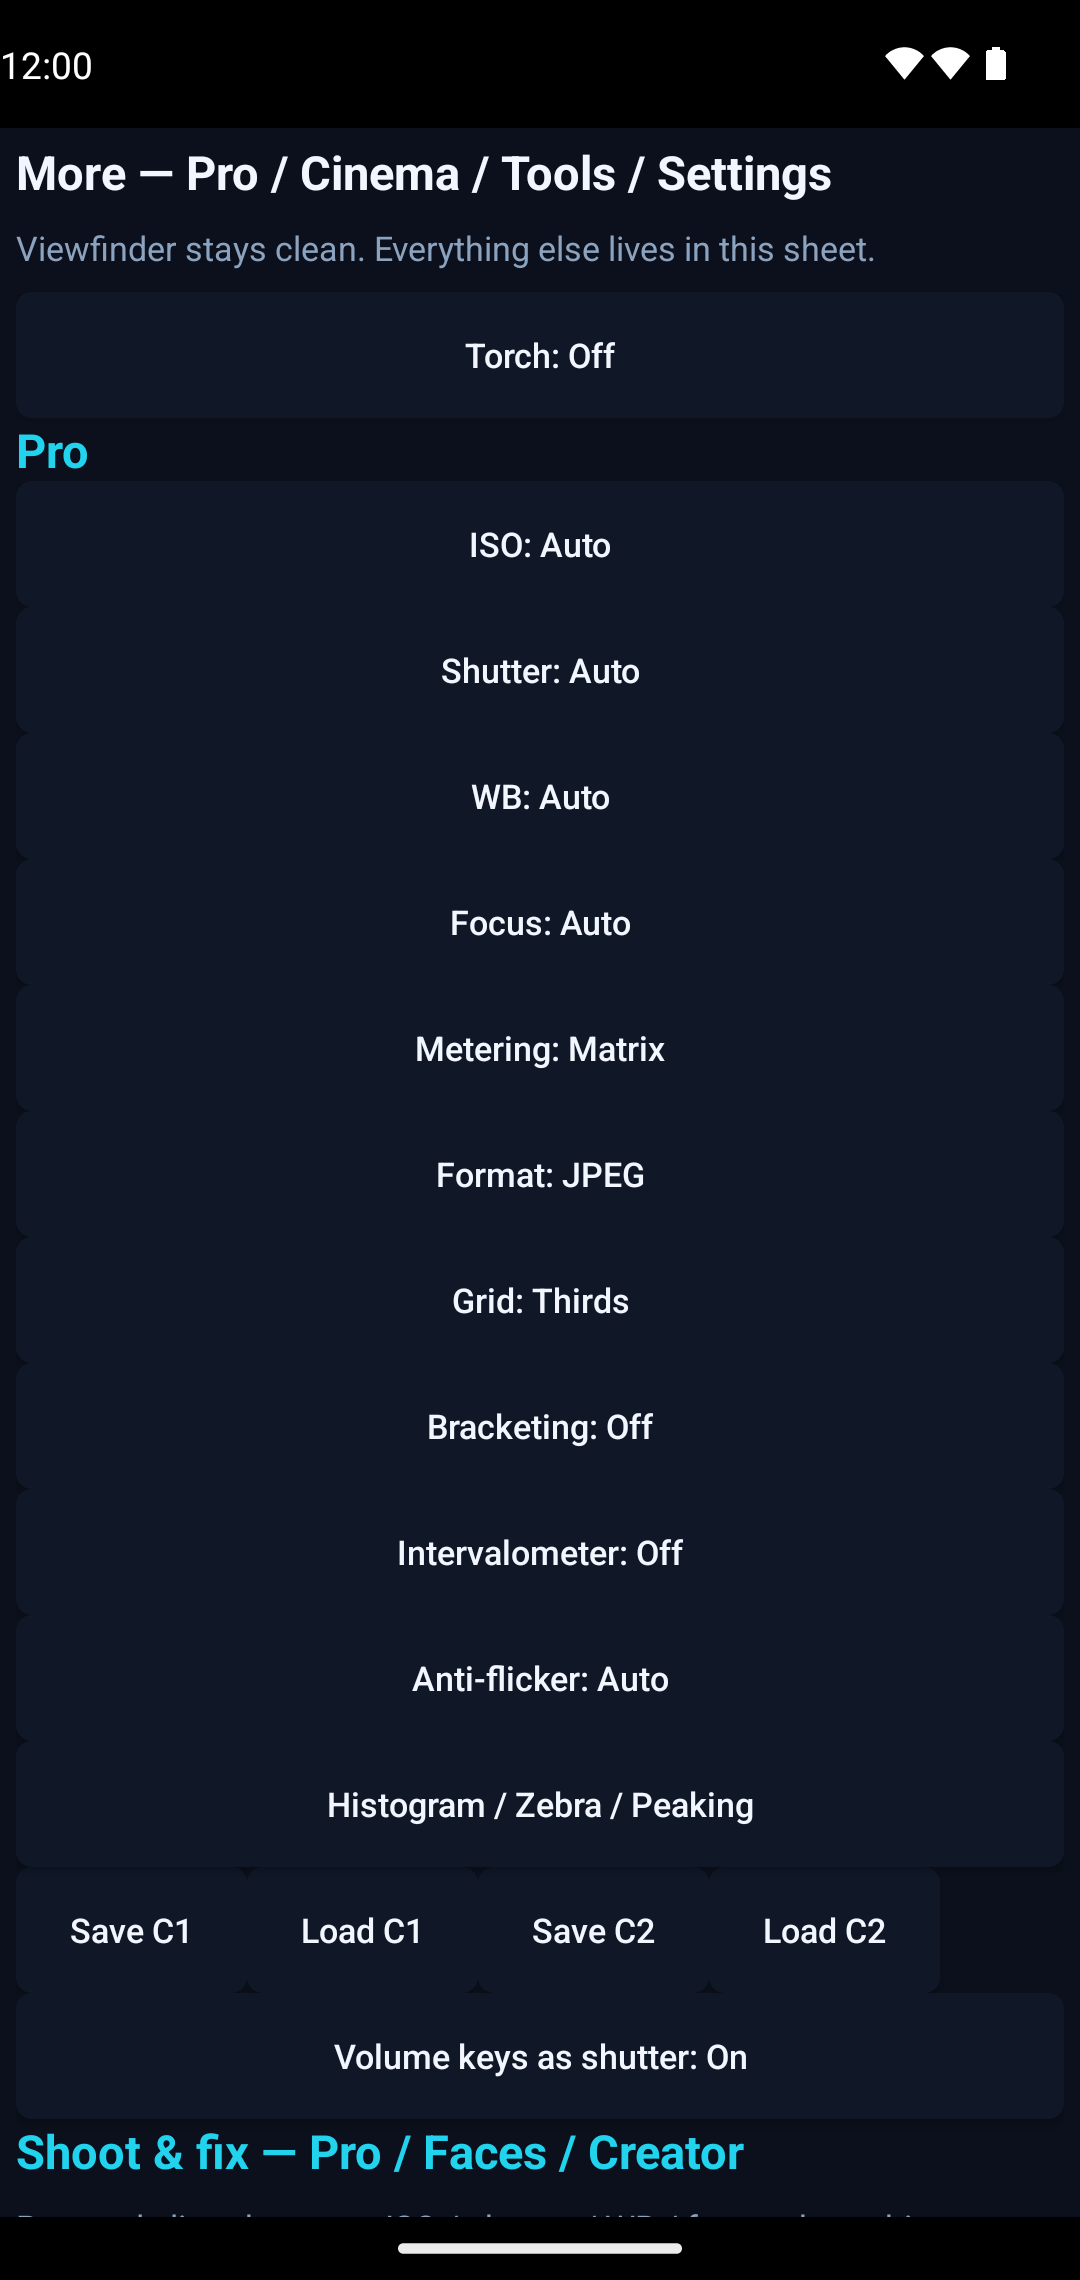 12:00
More — Pro / Cinema / Tools / Settings
Viewfinder stays clean. Everything else lives in this sheet.
Torch: Off
Pro
ISO: Auto
Shutter: Auto
WB: Auto
Focus: Auto
Metering: Matrix
Format: JPEG
Grid: Thirds
Bracketing: Off
Intervalometer: Off
Anti-flicker: Auto
Histogram / Zebra / Peaking
Save C1 Load C1 Save C2 Load C2
Volume keys as shutter: On
Shoot & fix — Pro / Faces / Creator